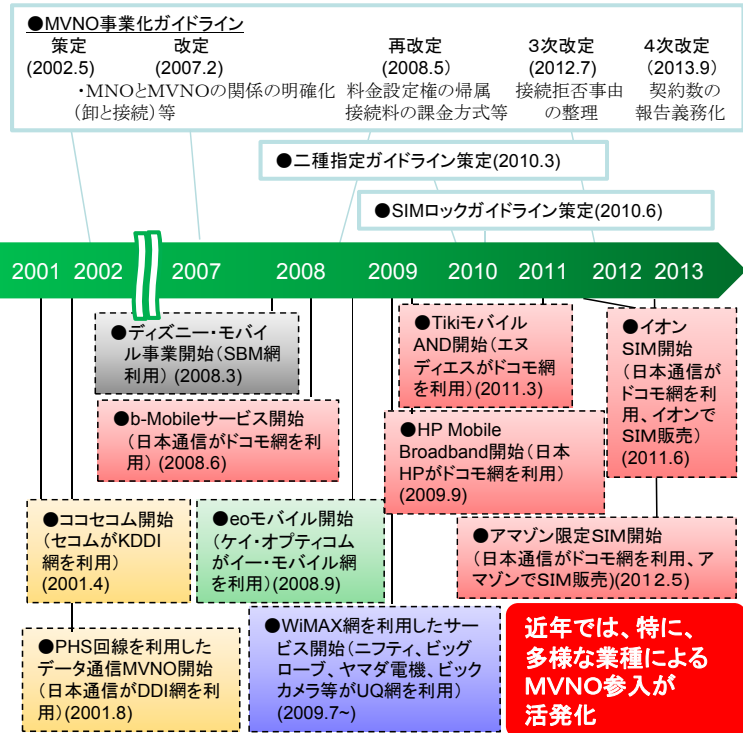 ●MVNO事業化ガイドライン
策定
(2002.5)
改定
(2007.2)
再改定
(2008.5)
3次改定
(2012.7)
4次改定
(2013.9)
・MNOとMVNOの関係の明確化
(卸と接続)等
料金設定権の帰属
接続料の課金方式等
接続拒否事由
の整理
契約数の
報告義務化
●二種指定ガイドライン策定(2010.3)
●SIMロックガイドライン策定(2010.6)
2001 2002 2007 2008 2009 2010 2011 2012 2013
●ディズニー・モバイ
ル事業開始(SBM網
利用) (2008.3)
●b-Mobileサービス開始
(日本通信がドコモ網を利
用) (2008.6)
●Tikiモバイル
AND開始(エヌ
ディエスがドコモ網
を利用)(2011.3)
●イオン
SIM開始
(日本通信が
ドコモ網を利
用、イオンで
SIM販売)
(2011.6)
●HP Mobile
Broadband開始(日本
HPがドコモ網を利用)
(2009.9)
●ココセコム開始
(セコムがKDDI
網を利用)
(2001.4)
●eoモバイル開始
(ケイ・オプティコム
がイー・モバイル網
を利用) (2008.9)
●アマゾン限定SIM開始
(日本通信がドコモ網を利用、ア
マゾンでSIM販売)(2012.5)
●PHS回線を利用した
データ通信MVNO開始
(日本通信がDDI網を利
用)(2001.8)
●WiMAX網を利用したサー
ビス開始(ニフティ、ビッグ
ローブ、ヤマダ電機、ビック
カメラ等がUQ網を利用)
(2009.7~)
近年では、特に、
多様な業種による
MVNO参入が
活発化